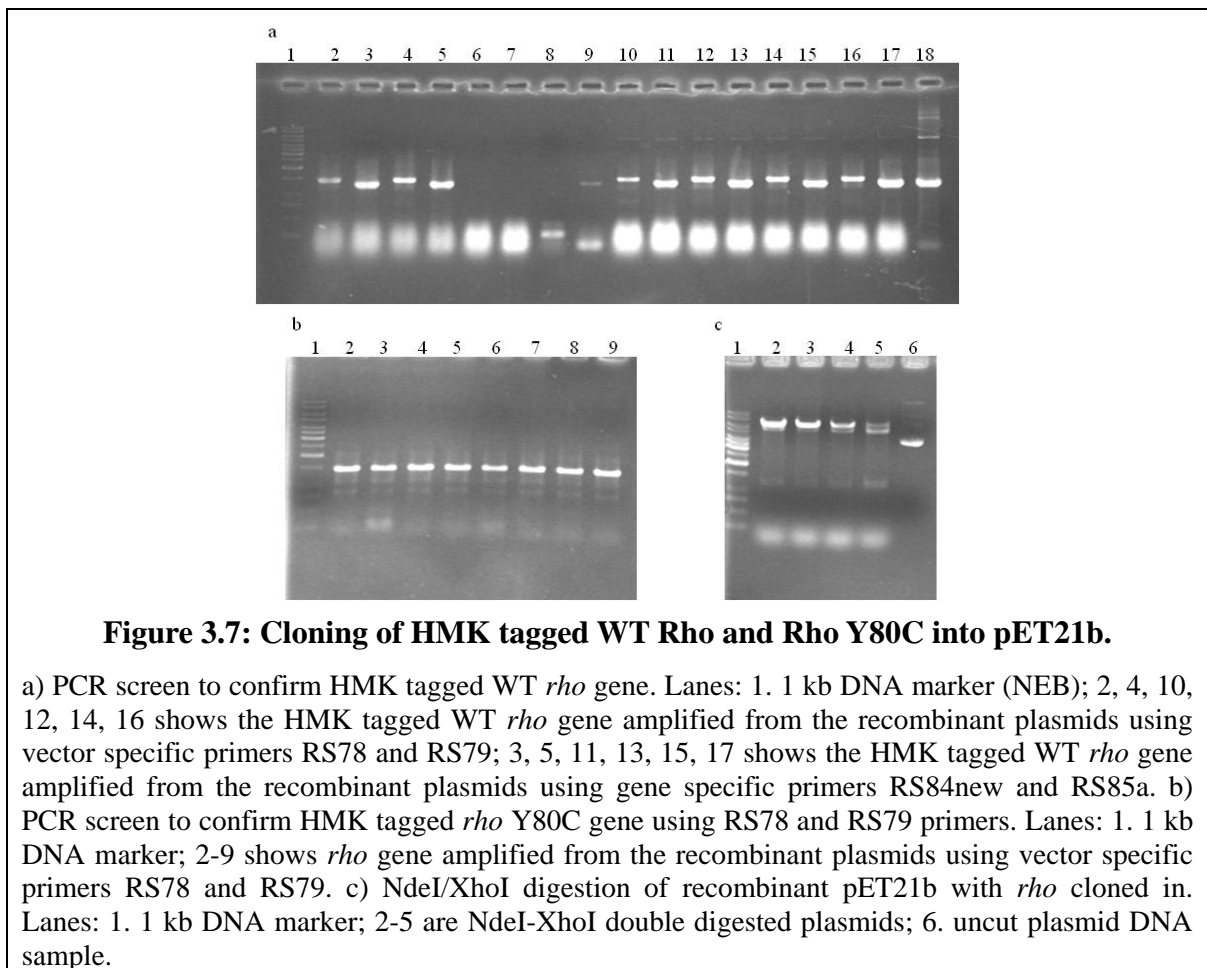 a
1 2 3 4 5 6 7 8 9 10 11 12 13 14 15 16 17 18
b
1 2 3 4 5 6 7 8 9
c
1 2 3 4 5 6
Figure 3.7: Cloning of HMK tagged WT Rho and Rho Y80C into pET21b.
a) PCR screen to confirm HMK tagged WT rho gene. Lanes: 1. 1 kb DNA marker (NEB); 2, 4, 10,
12, 14, 16 shows the HMK tagged WT rho gene amplified from the recombinant plasmids using
vector specific primers RS78 and RS79; 3, 5, 11, 13, 15, 17 shows the HMK tagged WT rho gene
amplified from the recombinant plasmids using gene specific primers RS84new and RS85a. b)
PCR screen to confirm HMK tagged rho Y80C gene using RS78 and RS79 primers. Lanes: 1. 1 kb
DNA marker; 2-9 shows rho gene amplified from the recombinant plasmids using vector specific
primers RS78 and RS79. c) NdeI/XhoI digestion of recombinant pET21b with rho cloned in.
Lanes: 1. 1 kb DNA marker; 2-5 are NdeI-XhoI double digested plasmids; 6. uncut plasmid DNA
sample.